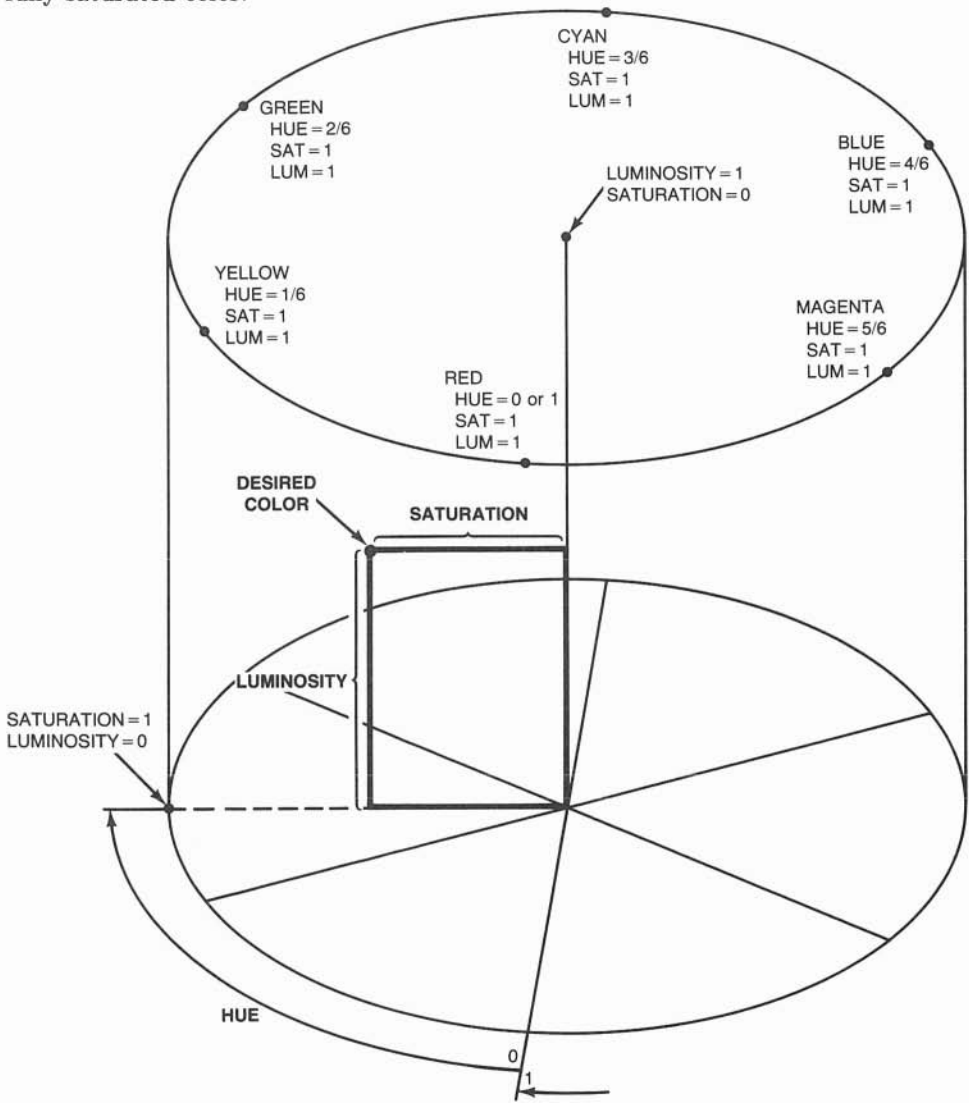 CYAN
HUE = 3/6
SAT = 1
LUM = 1
GREEN
HUE = 2/6
SAT = 1
LUM = 1
BLUE
HUE = 4/6
SAT = 1
LUM = 1
LUMINOSITY = 1
SATURATION = 0
YELLOW
HUE = 1/6
SAT = 1
LUM = 1
MAGENTA
HUE = 5/6
SAT = 1
LUM = 1
RED
HUE = 0 or 1
SAT = 1
LUM = 1
DESIRED
COLOR
SATURATION
LUMINOSITY
SATURATION = 1
LUMINOSITY = 0
HUE
0
1